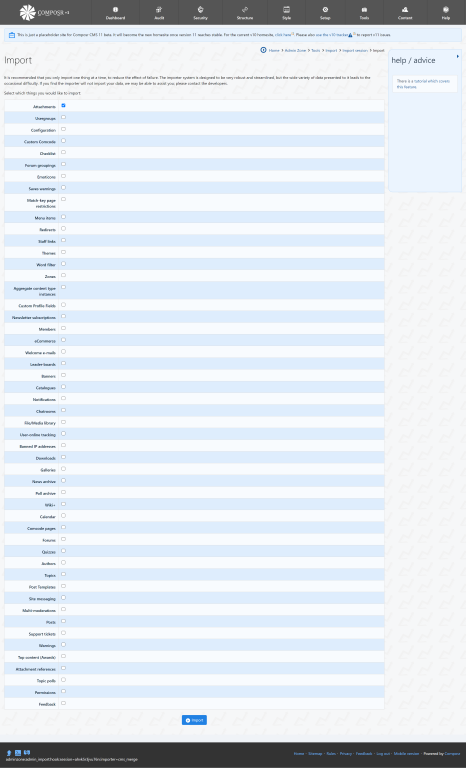 COMPOSR v11
Dashboard
Audit
Security
Structure
Style
Setup
Tools
Content
Help
This is just a placeholder site for Composr CMS 11 beta. It will become the new homesite once version 11 reaches stable. For the current v10 homesite, click here. Please also use the v10 tracker to report v11 issues.
Home > Admin Zone > Tools > Import > Import session > Import
Import
It is recommended that you only import one thing at a time, to reduce the effect of failure. The importer system is designed to be very robust and streamlined, but the wide variety of data presented to it leads to the
occasional difficulty. If you find the importer will not import your data, we may be able to assist you; please contact the developers.
Select which things you would like to import
help / advice
There is a tutorial which covers
this feature
Attachments
Usergroups
Configuration
Custom Comcode
Checklist
Forum groupings
Emoticons
Swear warnings
Match-key page
restrictions
Menu items
Redirects
Staff links
Themes
Word filter
Zones
Aggregate content type
instances
Custom Profile Fields
Newsletter subscriptions
Members
eCommerce
Welcome e-mails
Leader-boards
Banners
Catalogues
Notifications
Chatrooms
File/Media library
User online tracking
Banned IP addresses
Downloads
Galleries
News archive
Poll archive
Wiki+
Calendar
Comcode pages
Forums
Quizzes
Authors
Topics
Post Templates
Site messaging
Multi-moderations
Posts
Support tickets
Warnings
Top content (Awards)
Attachment references
Topic polls
Permissions
Feedback
Import
Home · Sitemap · Rules · Privacy · Feedback · Log out · Mobile version · Powered by Composr